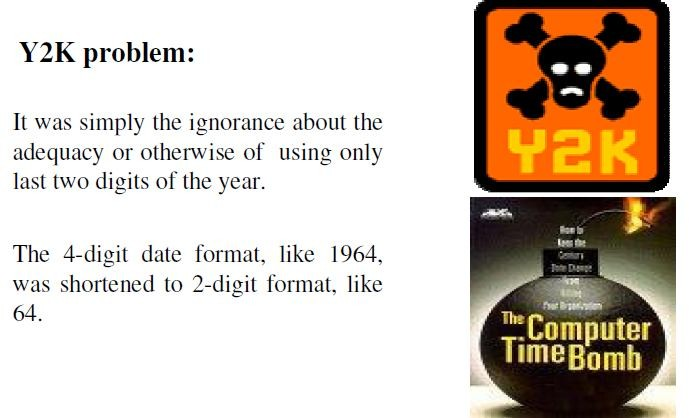 Y2K problem:
It was simply the ignorance about the
adequacy or otherwise of using only
last two digits of the year.
The 4-digit date format, like 1964,
was shortened to 2-digit format, like
64.
Y2K
How to
Keep the
Century
Date Change
from
Killing
Your Organization
The Computer
Time Bomb